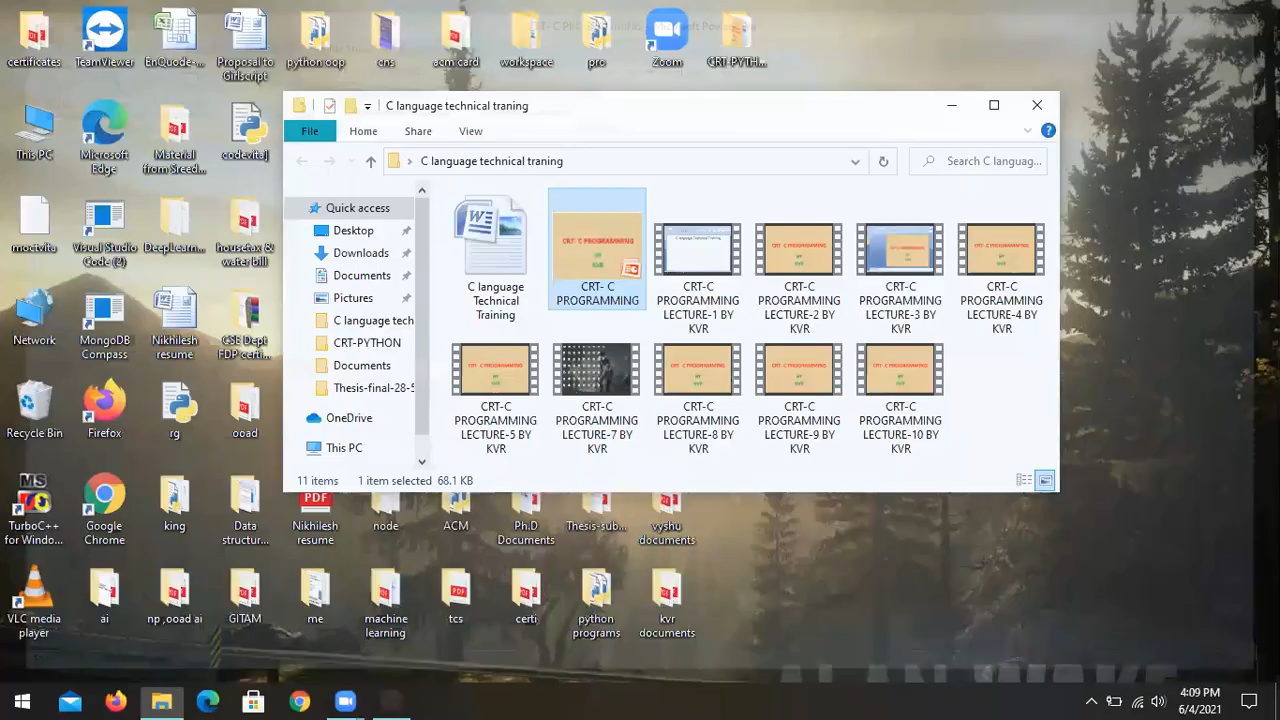 certificates
TeamViewer
EnQuode-...
Proposal to
Girlscript
python oop
cns
acm card
workspace
pro
Zoom
CRT-PYTH...
This PC
Microsoft
Edge
Material
from Sreed...
codevita]
moctvita
Visual Studio
Code (2)
DeepLearn...
housetax &
water bill
Network
MongoDB
Compass
Nikhilesh
resume
CSE Dept
FDP certi...
Recycle Bin
Firefox
rg
ooad
C language technical traning
File
Home
Share
View
C language technical traning
Search C languag...
Quick access
Desktop
Downloads
Documents
Pictures
C language tech
CRT-PYTHON
Documents
Thesis-final-28-5
OneDrive
This PC
C language
Technical
Training
CRT- C
PROGRAMMING
CRT-C
PROGRAMMING
LECTURE-1 BY
KVR
CRT-C
PROGRAMMING
LECTURE-2 BY
KVR
CRT-C
PROGRAMMING
LECTURE-3 BY
KVR
CRT-C
PROGRAMMING
LECTURE-4 BY
KVR
CRT-C
PROGRAMMING
LECTURE-5 BY
KVR
CRT-C
PROGRAMMING
LECTURE-7 BY
KVR
CRT-C
PROGRAMMING
LECTURE-8 BY
KVR
CRT-C
PROGRAMMING
LECTURE-9 BY
KVR
CRT-C
PROGRAMMING
LECTURE-10 BY
KVR
11 items
1 item selected 68.1 KB
TurboC++
for Windo...
Google
Chrome
king
Data
structur...
PDF
Nikhilesh
resume
node
ACM
Ph.D
Documents
Thesis-sub...
vyshu
documents
VLC media
player
ai
np ,ooad ai
GITAM
me
machine
learning
tcs
certi
python
programs
kvr
documents
4:09 PM
6/4/2021